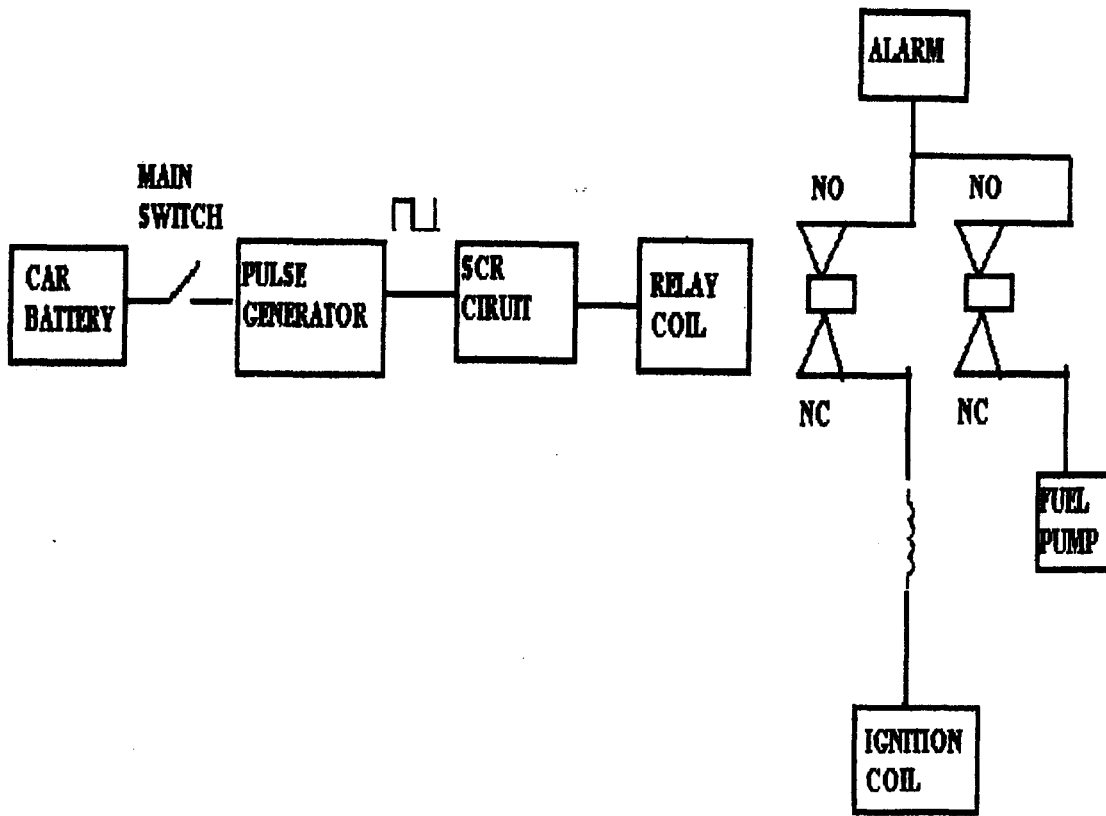 ALARM
MAIN
SWITCH
NO
NO
CAR
BATTERY
PULSE
GENERATOR
SCR
CIRUIT
RELAY
COIL
NC
NC
FUEL
PUMP
IGNITION
COIL